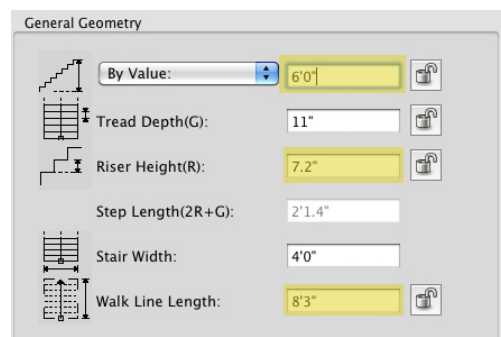 General Geometry
By Value: 6'0"
Tread Depth(G): 11"
Riser Height(R): 7.2"
Step Length(2R+G): 2'1.4"
Stair Width: 4'0"
Walk Line Length: 8'3"